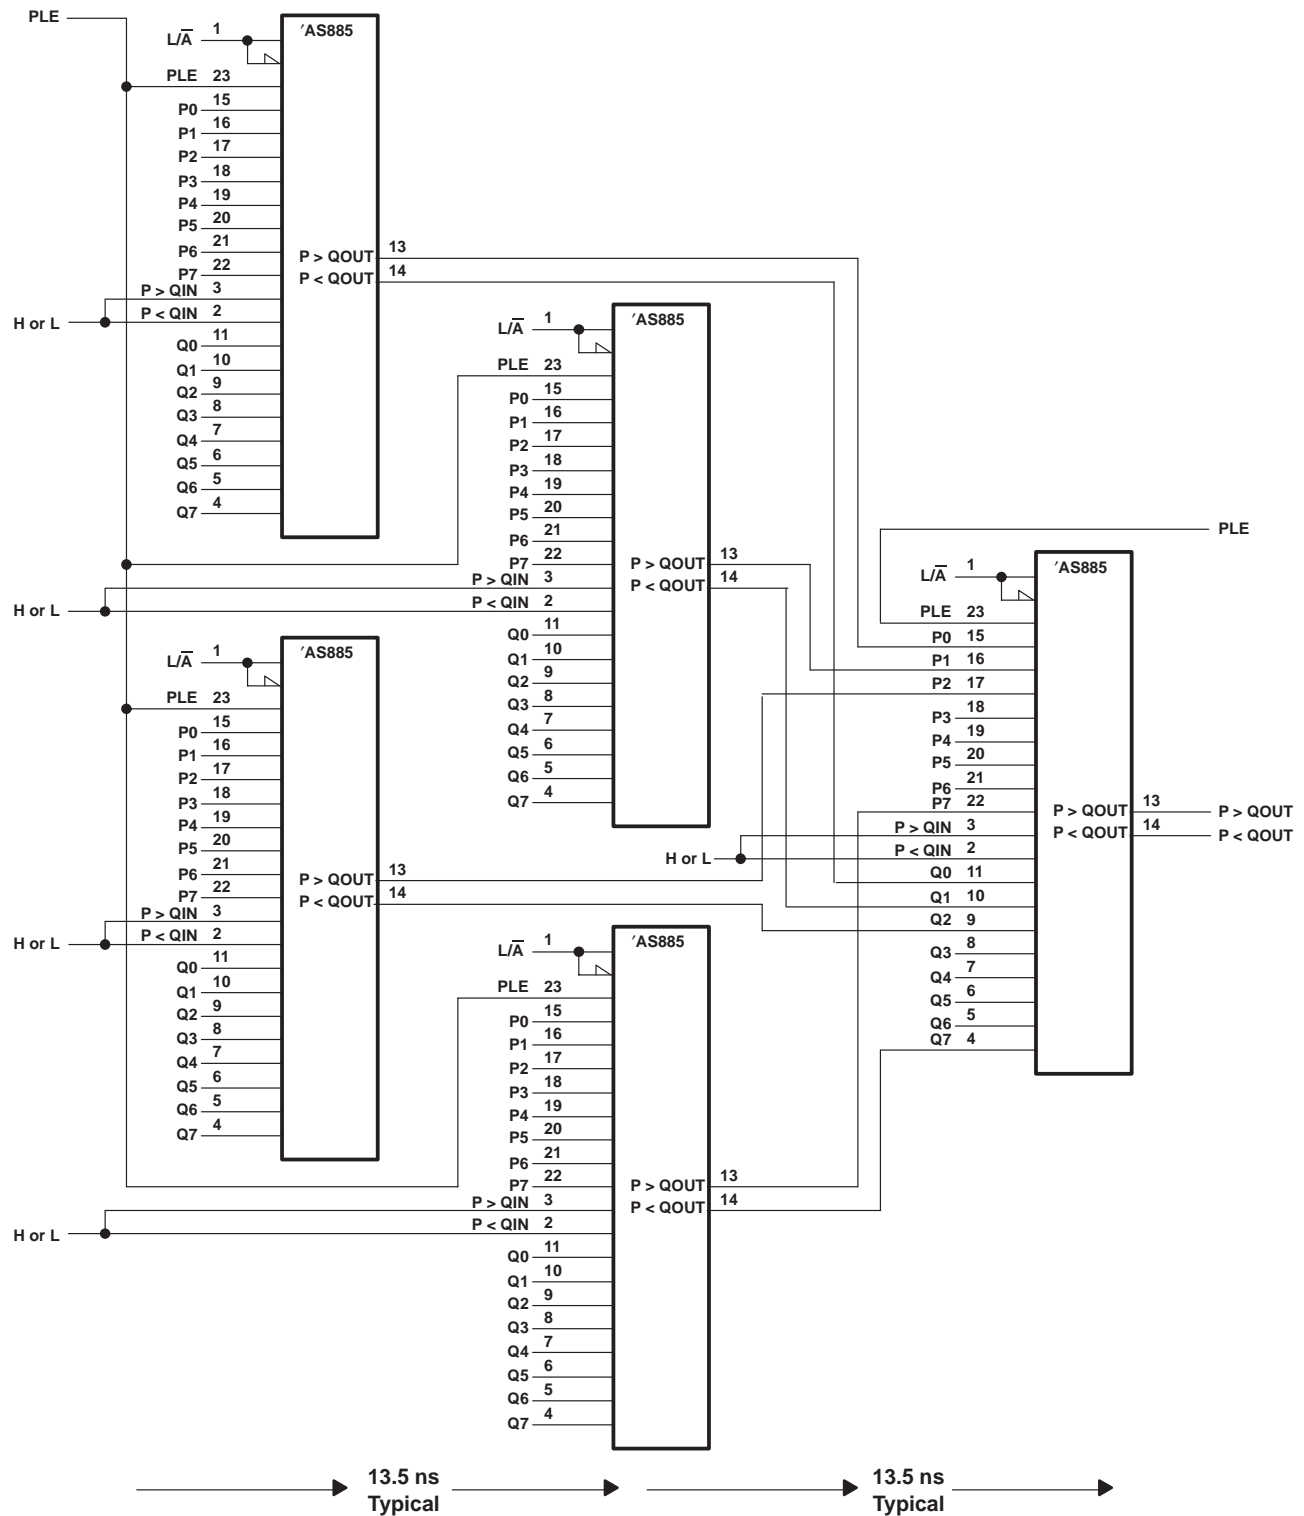 PLE
L/A̅ 1
′AS885
PLE 23
P0 15
P1 16
P2 17
P3 18
P4 19
P5 20
P6 21
P7 22
P > QIN 3
P < QIN 2
H or L
Q0 11
Q1 10
Q2 9
Q3 8
Q4 7
Q5 6
Q6 5
Q7 4
P > QOUT 13
P < QOUT 14
L/A̅ 1
′AS885
PLE 23
P0 15
P1 16
P2 17
P3 18
P4 19
P5 20
P6 21
P7 22
P > QIN 3
P < QIN 2
H or L
Q0 11
Q1 10
Q2 9
Q3 8
Q4 7
Q5 6
Q6 5
Q7 4
P > QOUT 13
P < QOUT 14
L/A̅ 1
′AS885
PLE 23
P0 15
P1 16
P2 17
P3 18
P4 19
P5 20
P6 21
P7 22
P > QIN 3
P < QIN 2
H or L
Q0 11
Q1 10
Q2 9
Q3 8
Q4 7
Q5 6
Q6 5
Q7 4
P > QOUT 13
P < QOUT 14
L/A̅ 1
′AS885
PLE 23
P0 15
P1 16
P2 17
P3 18
P4 19
P5 20
P6 21
P7 22
P > QIN 3
P < QIN 2
H or L
Q0 11
Q1 10
Q2 9
Q3 8
Q4 7
Q5 6
Q6 5
Q7 4
P > QOUT 13
P < QOUT 14
PLE
L/A̅ 1
′AS885
PLE 23
P0 15
P1 16
P2 17
P3 18
P4 19
P5 20
P6 21
P7 22
P > QIN 3
P < QIN 2
H or L
Q0 11
Q1 10
Q2 9
Q3 8
Q4 7
Q5 6
Q6 5
Q7 4
P > QOUT 13 P > QOUT
P < QOUT 14 P < QOUT
13.5 ns
Typical
13.5 ns
Typical